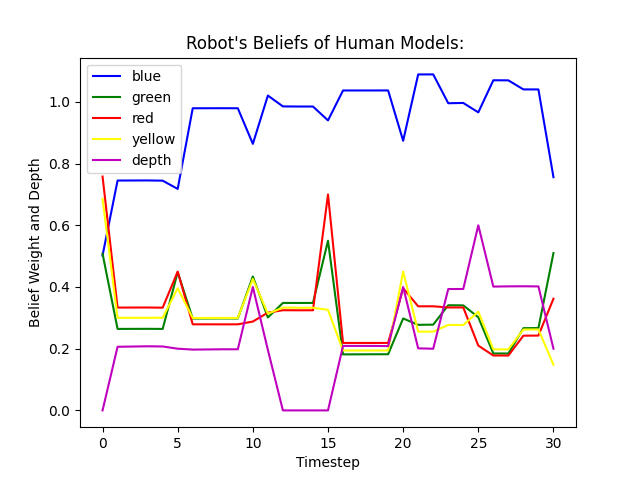 Robot's Beliefs of Human Models:
blue
green
red
yellow
depth
Belief Weight and Depth
1.0
0.8
0.6
0.4
0.2
0.0
0 5 10 15 20 25 30
Timestep